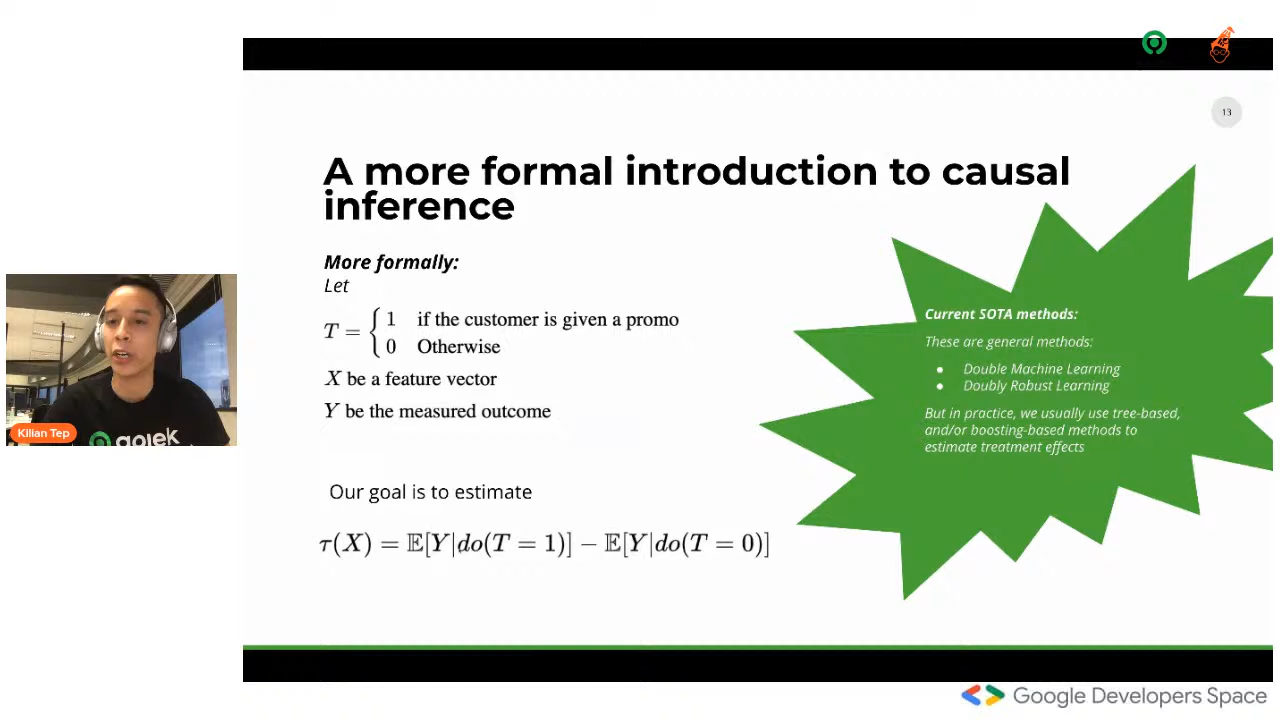 13
A more formal introduction to causal
inference
More formally:
Let
T = { 1 if the customer is given a promo
0 Otherwise
X be a feature vector
Y be the measured outcome
Our goal is to estimate
τ(X) = 𝔼[Y|do(T = 1)] − 𝔼[Y|do(T = 0)]
Current SOTA methods:
These are general methods:
● Double Machine Learning
● Doubly Robust Learning
But in practice, we usually use tree-based,
and/or boosting-based methods to
estimate treatment effects
gojek
Kilian Tep
Google Developers Space